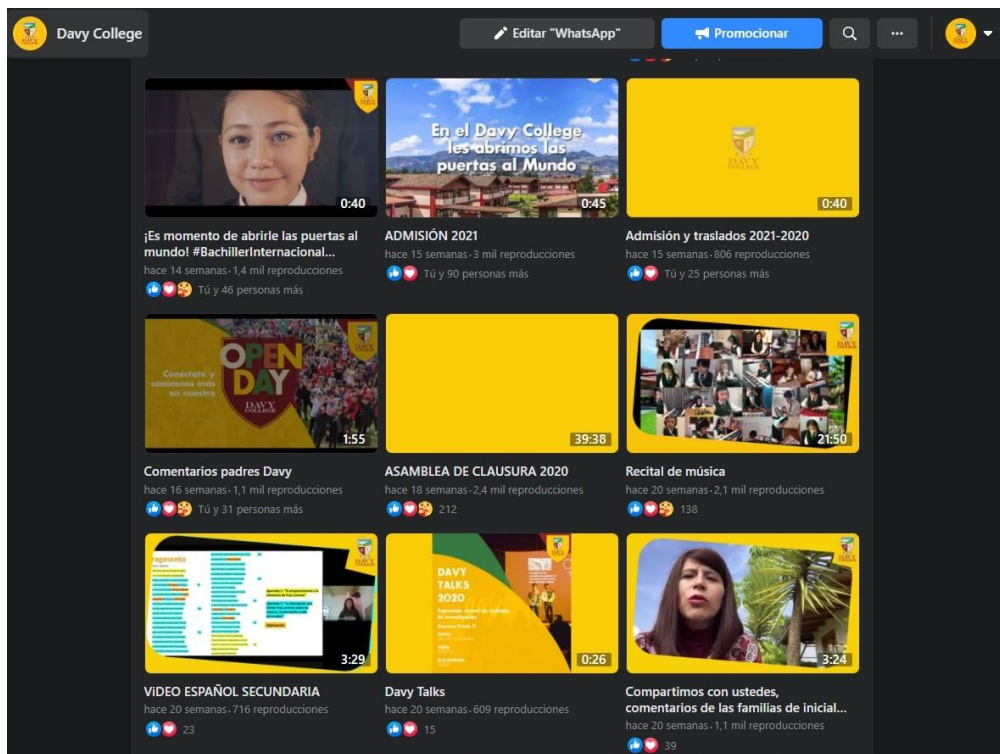 Davy College
Editar "WhatsApp"
Promocionar
0:40
En el Davy College
les abrimos las
puertas al Mundo
0:45
DAVY
COLLEGE
0:40
¡Es momento de abrirle las puertas al
mundo! #BachillerInternacional...
hace 14 semanas · 1,4 mil reproducciones
Tú y 46 personas más
ADMISIÓN 2021
hace 15 semanas · 3 mil reproducciones
Tú y 90 personas más
Admisión y traslados 2021-2020
hace 15 semanas · 806 reproducciones
Tú y 25 personas más
Conéctate y
conócenos más
en nuestro
OPEN
DAY
DAVY
COLLEGE
1:55
39:38
21:50
Comentarios padres Davy
hace 16 semanas · 1,1 mil reproducciones
Tú y 31 personas más
ASAMBLEA DE CLAUSURA 2020
hace 18 semanas · 2,4 mil reproducciones
212
Recital de música
hace 20 semanas · 2,1 mil reproducciones
138
3:29
DAVY
TALKS
2020
0:26
3:24
ViDEO ESPAÑOL SECUNDARIA
hace 20 semanas · 716 reproducciones
23
Davy Talks
hace 20 semanas · 609 reproducciones
15
Compartimos con ustedes,
comentarios de las familias de inicial...
hace 20 semanas · 1,1 mil reproducciones
39